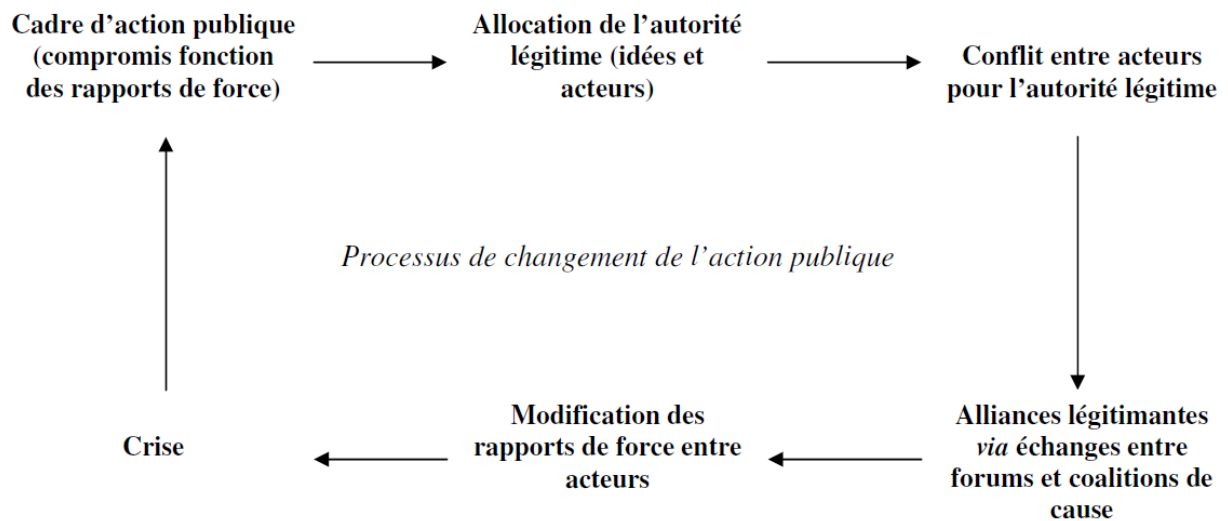 Cadre d'action publique
(compromis fonction
des rapports de force)
Allocation de l'autorité
légitime (idées et
acteurs)
Conflit entre acteurs
pour l'autorité légitime
Processus de changement de l'action publique
Crise
Modification des
rapports de force entre
acteurs
Alliances légitimantes
via échanges entre
forums et coalitions de
cause